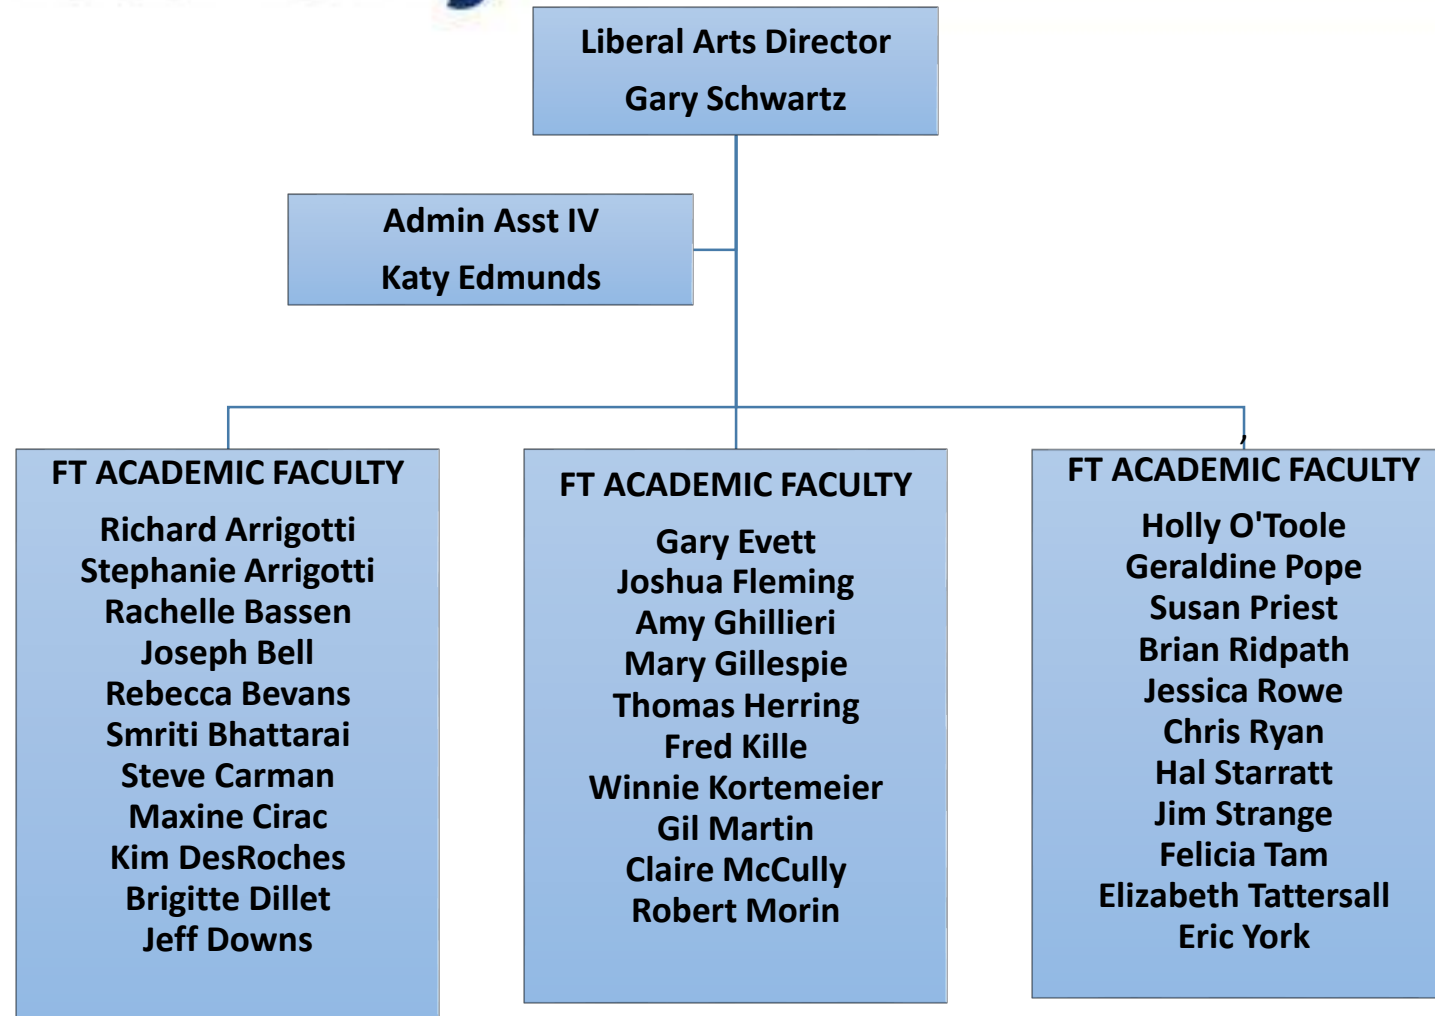 Liberal Arts Director
Gary Schwartz
Admin Asst IV
Katy Edmunds
FT ACADEMIC FACULTY
Richard Arrigotti
Stephanie Arrigotti
Rachelle Bassen
Joseph Bell
Rebecca Bevans
Smriti Bhattarai
Steve Carman
Maxine Cirac
Kim DesRoches
Brigitte Dillet
Jeff Downs
FT ACADEMIC FACULTY
Gary Evett
Joshua Fleming
Amy Ghillieri
Mary Gillespie
Thomas Herring
Fred Kille
Winnie Kortemeier
Gil Martin
Claire McCully
Robert Morin
,
FT ACADEMIC FACULTY
Holly O'Toole
Geraldine Pope
Susan Priest
Brian Ridpath
Jessica Rowe
Chris Ryan
Hal Starratt
Jim Strange
Felicia Tam
Elizabeth Tattersall
Eric York